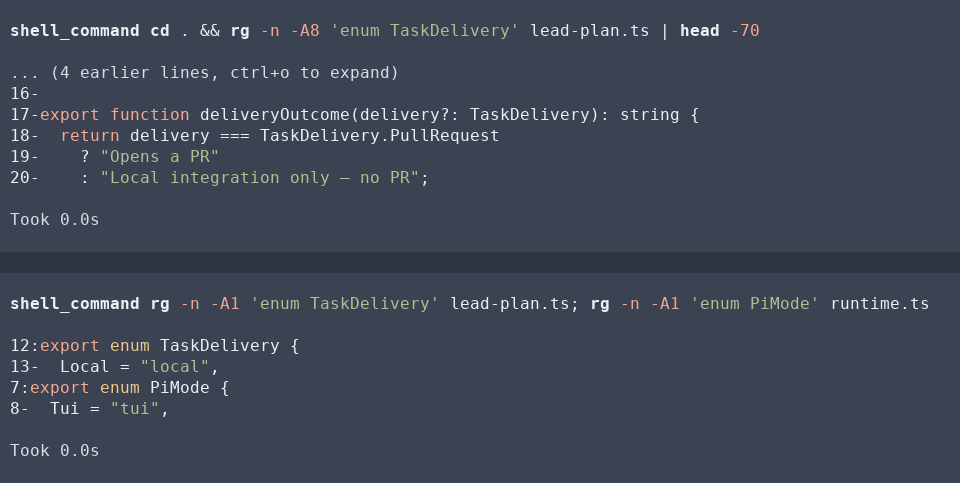 shell_command cd . && rg -n -A8 'enum TaskDelivery' lead-plan.ts | head -70
... (4 earlier lines, ctrl+o to expand)
16-
17-export function deliveryOutcome(delivery?: TaskDelivery): string {
18-  return delivery === TaskDelivery.PullRequest
19-    ? "Opens a PR"
20-    : "Local integration only — no PR";
Took 0.0s
shell_command rg -n -A1 'enum TaskDelivery' lead-plan.ts; rg -n -A1 'enum PiMode' runtime.ts
12:export enum TaskDelivery {
13-  Local = "local",
7:export enum PiMode {
8-  Tui = "tui",
Took 0.0s